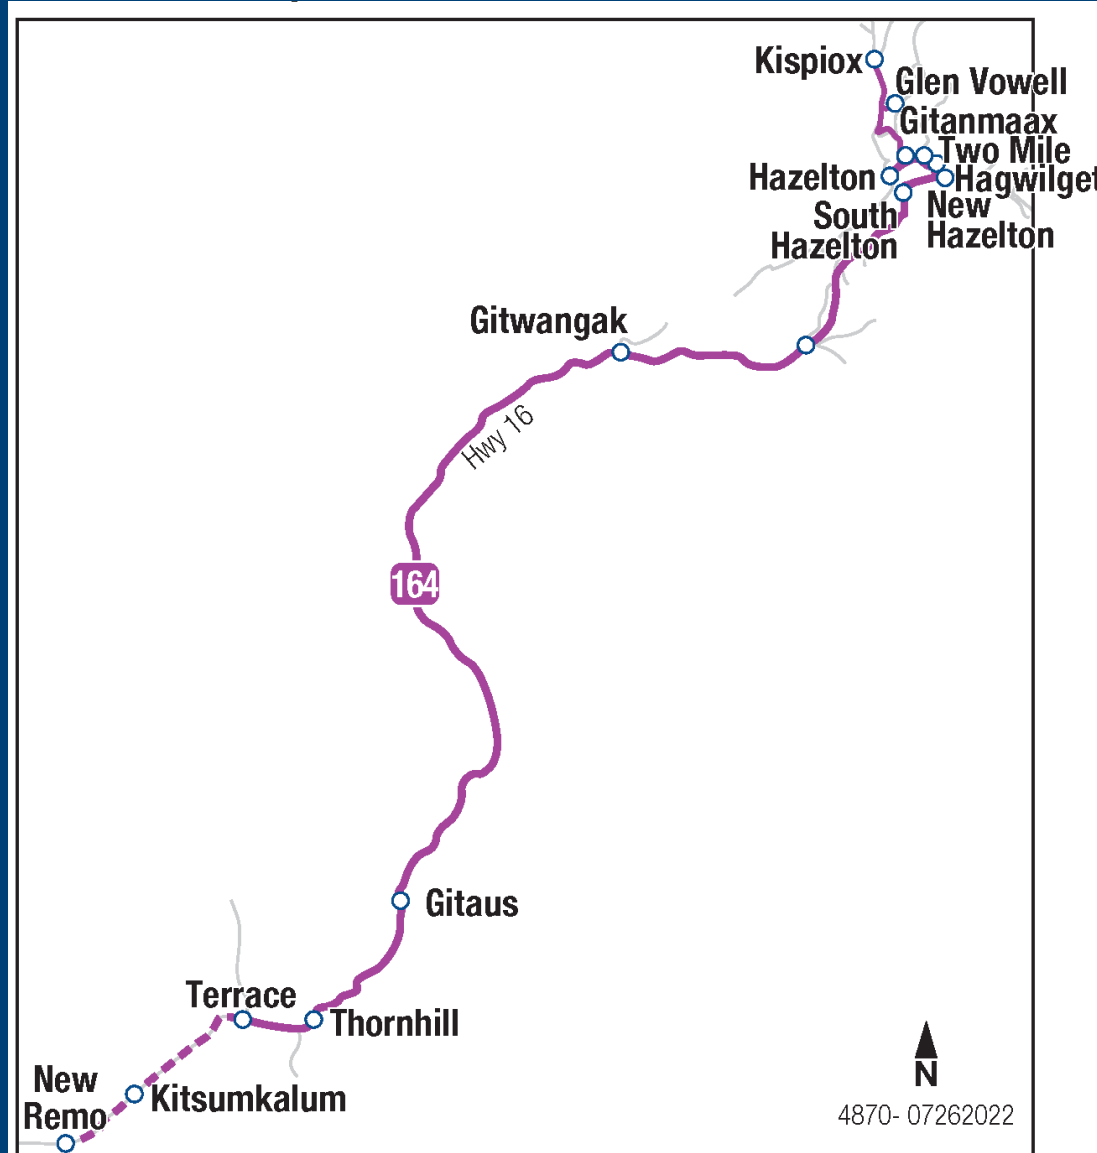 Kispiox
Glen Vowell
Gitanmaax
Two Mile
Hazelton
Hagwilget
South
Hazelton
New
Hazelton
Gitwangak
Hwy 16
164
Gitaus
Terrace
Thornhill
New
Remo
Kitsumkalum
N
4870- 07262022